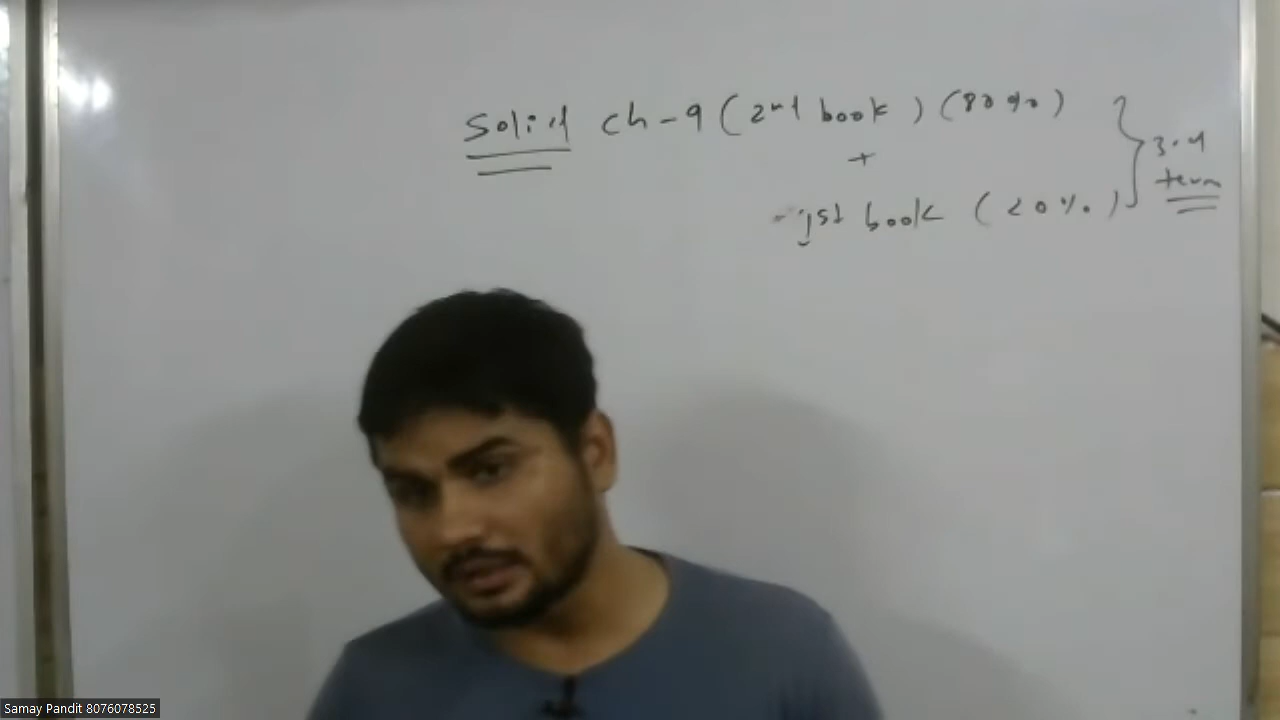 Solid ch-9 (2nd book) (80%)
+
1st book (20%)
3rd
term
Samay Pandit 8076078525